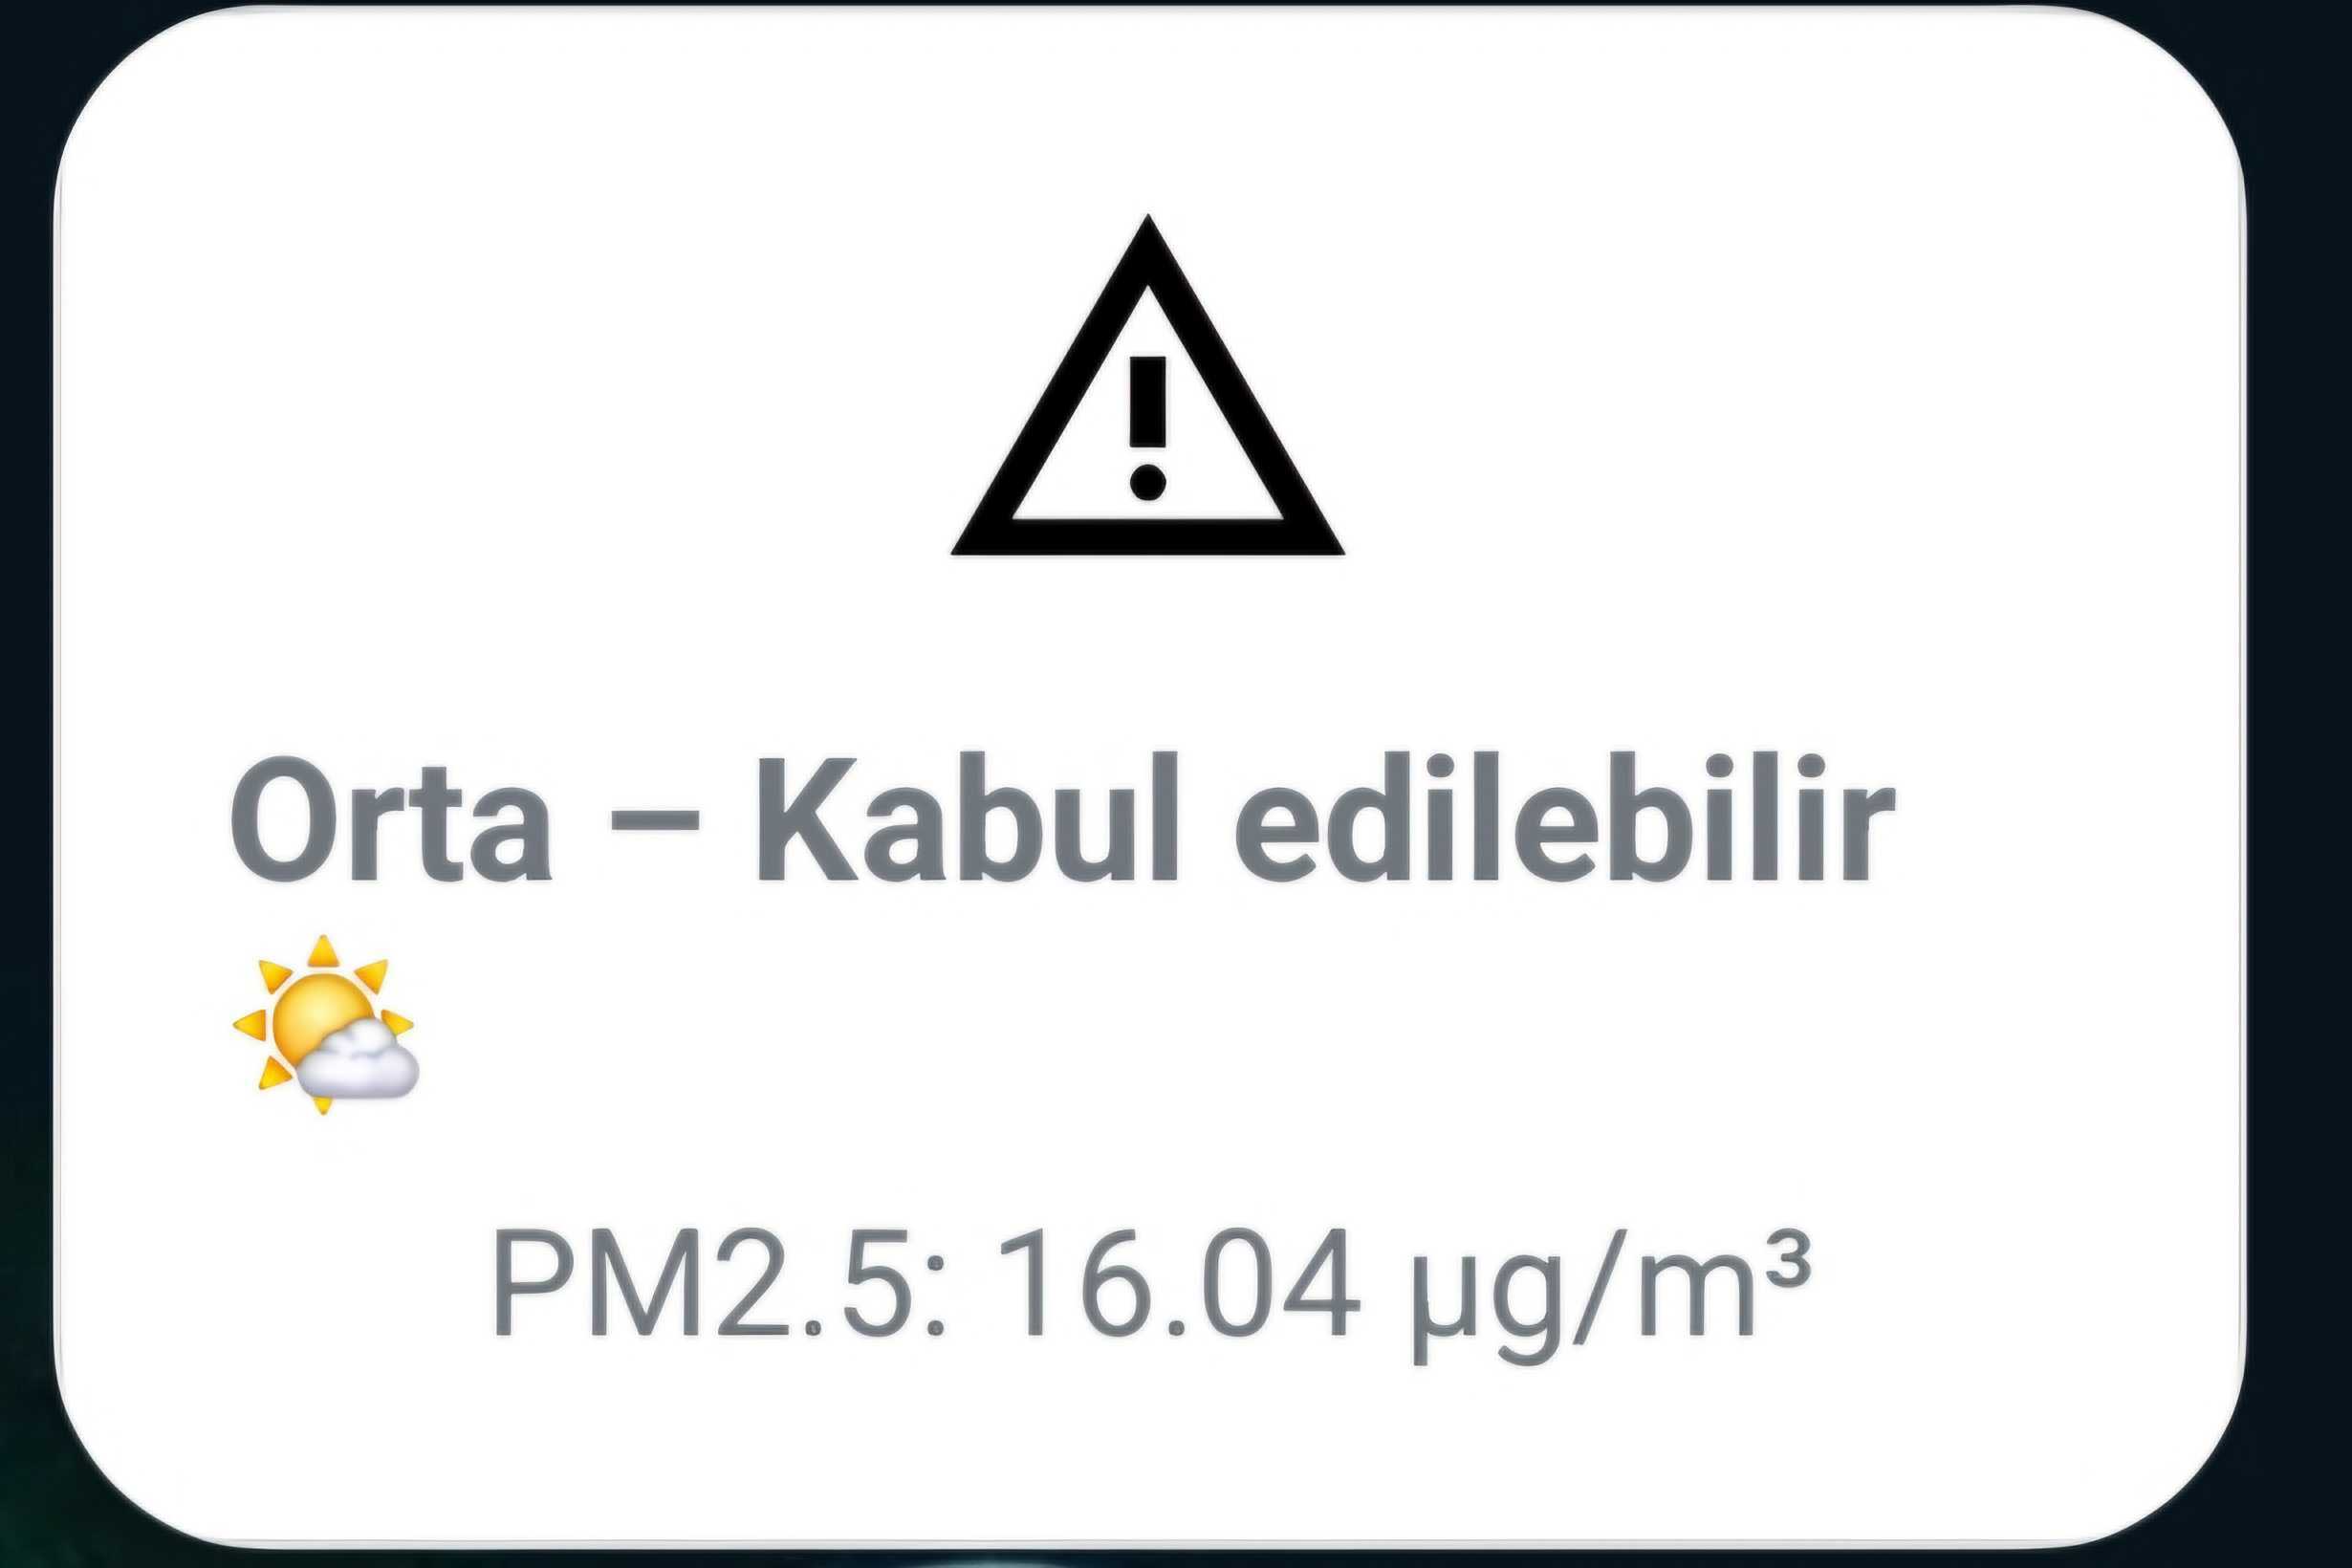 Orta – Kabul edilebilir
🌤
PM2.5: 16.04 µg/m³